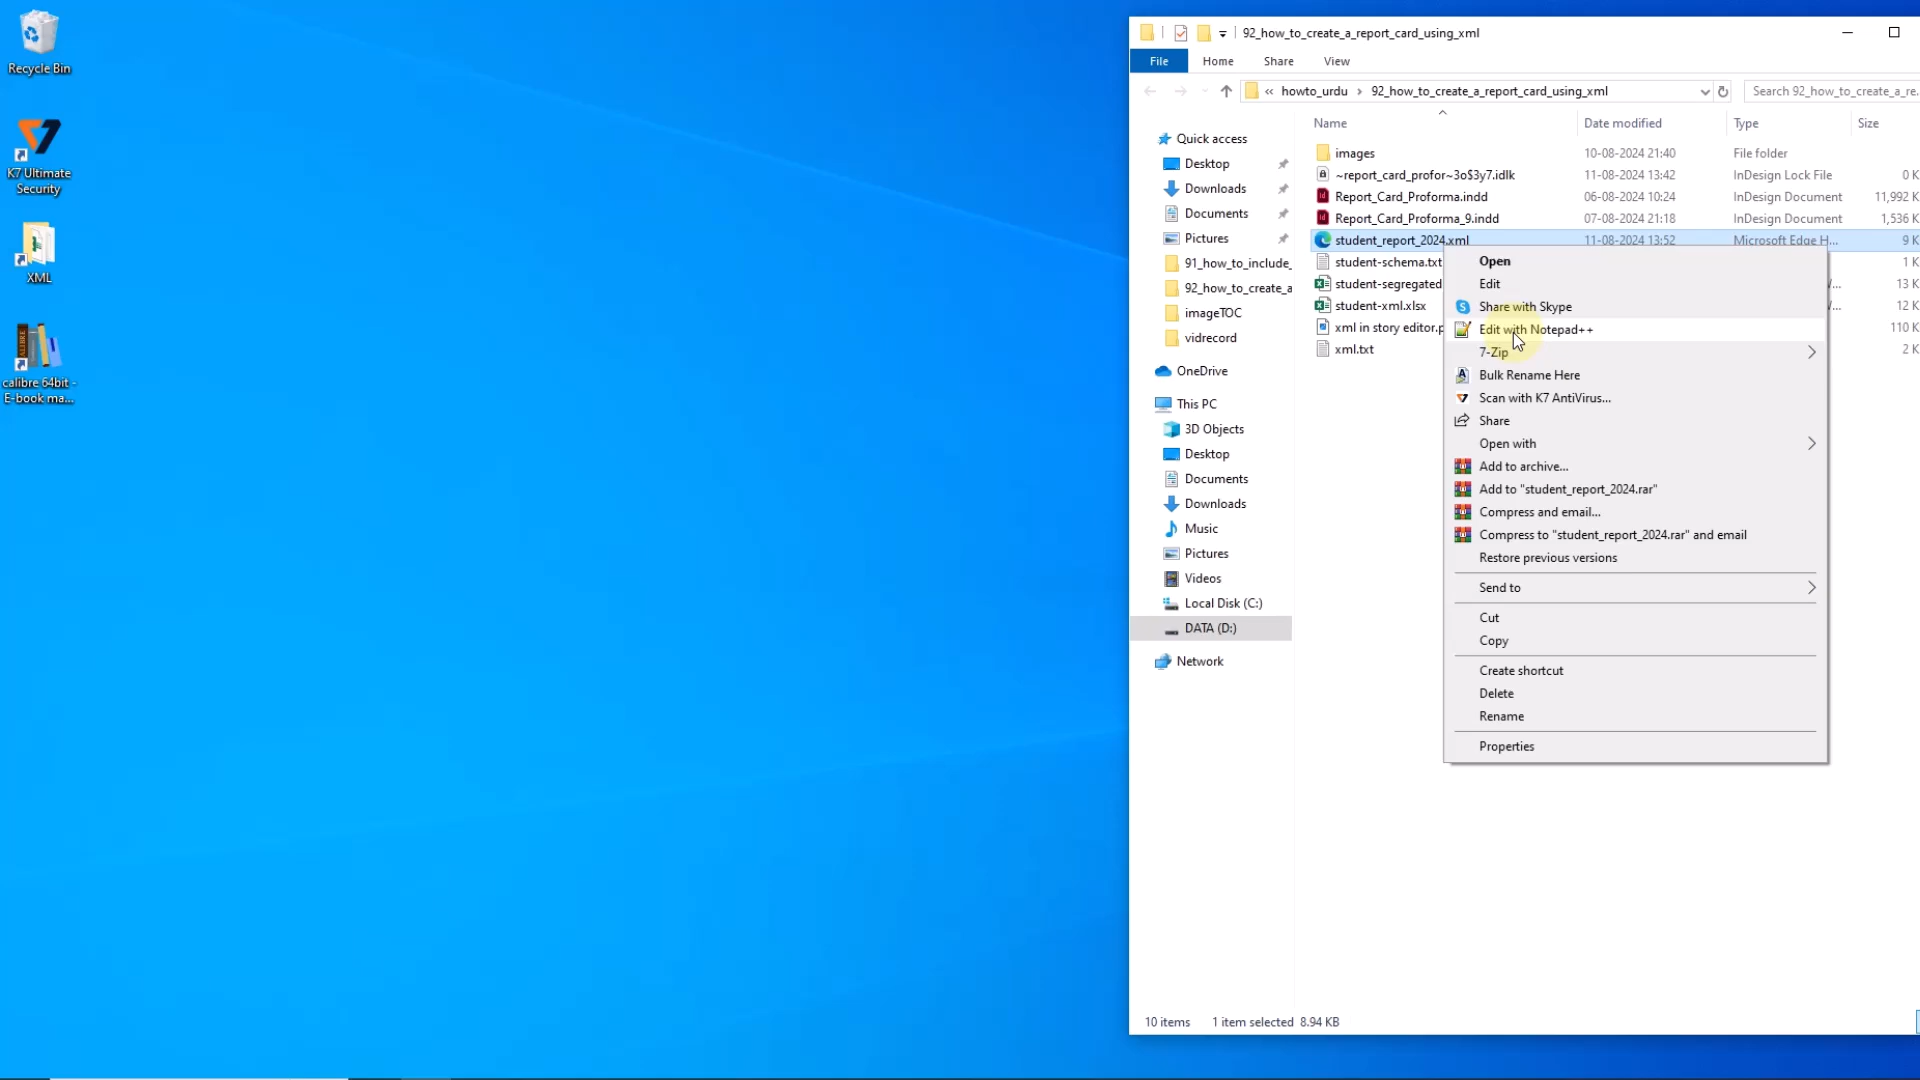 Recycle Bin
K7 Ultimate
Security
XML
CALIBRE
calibre 64bit -
E-book ma...
92_how_to_create_a_report_card_using_xml
File Home Share View
« howto_urdu > 92_how_to_create_a_report_card_using_xml
Search 92_how_to_create_a_re.
Name Date modified Type Size
Quick access
Desktop
Downloads
Documents
Pictures
91_how_to_include_
92_how_to_create_a
imageTOC
vidrecord
OneDrive
This PC
3D Objects
Desktop
Documents
Downloads
Music
Pictures
Videos
Local Disk (C:)
DATA (D:)
Network
images 10-08-2024 21:40 File folder
~report_card_profor~3o$3y7.idlk 11-08-2024 13:42 InDesign Lock File 0 K
Report_Card_Proforma.indd 06-08-2024 10:24 InDesign Document 11,992 K
Report_Card_Proforma_9.indd 07-08-2024 21:18 InDesign Document 1,536 K
student_report_2024.xml 11-08-2024 13:52 Microsoft Edge H... 9 K
student-schema.txt 1 K
student-segregated 13 K
student-xml.xlsx 12 K
xml in story editor.p 110 K
xml.txt 2 K
Open
Edit
Share with Skype
Edit with Notepad++
7-Zip
Bulk Rename Here
Scan with K7 AntiVirus...
Share
Open with
Add to archive...
Add to "student_report_2024.rar"
Compress and email...
Compress to "student_report_2024.rar" and email
Restore previous versions
Send to
Cut
Copy
Create shortcut
Delete
Rename
Properties
10 items 1 item selected 8.94 KB